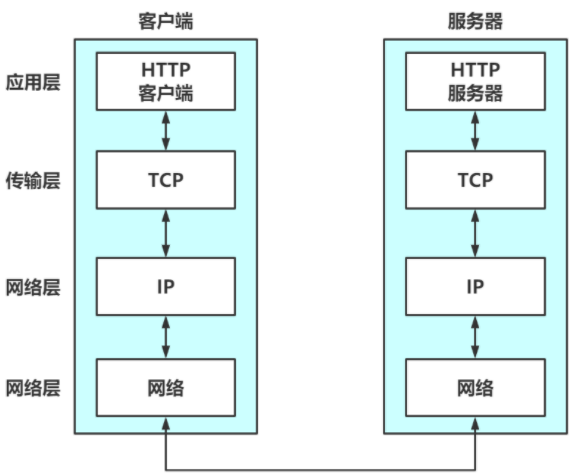 客户端 服务器
应用层 HTTP 客户端 HTTP 服务器
传输层 TCP TCP
网络层 IP IP
网络层 网络 网络